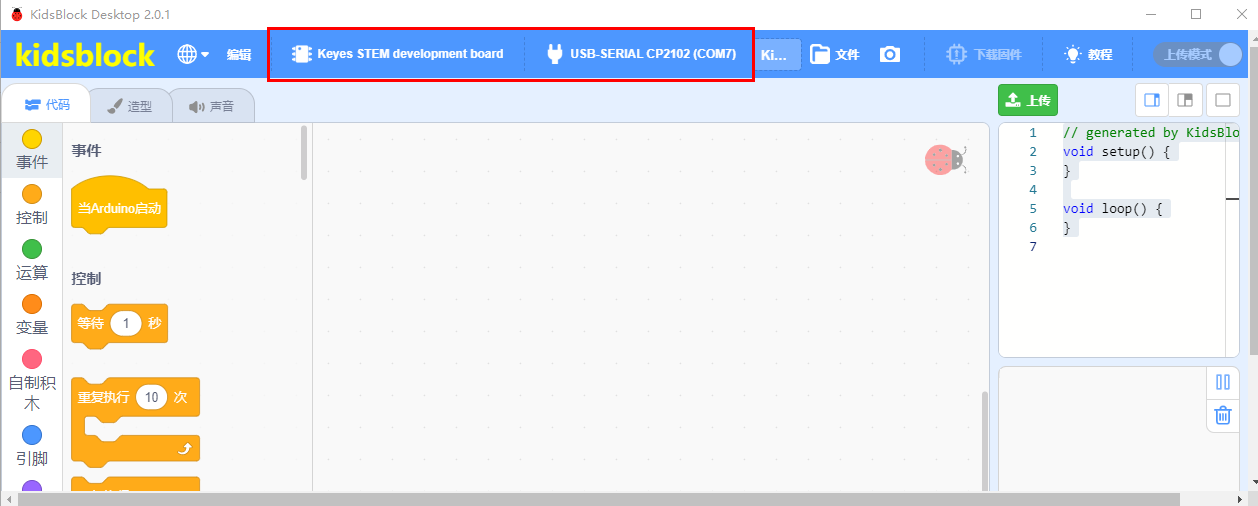 KidsBlock Desktop 2.0.1
kidsblock
编辑
Keyes STEM development board
USB-SERIAL CP2102 (COM7)
Ki...
文件
下载固件
教程
上传模式
代码
造型
声音
上传
事件
控制
运算
变量
自制积
木
引脚
事件
当Arduino启动
控制
等待 1 秒
重复执行 10 次
1 // generated by KidsBlo
2 void setup() {
3 }
4
5 void loop() {
6 }
7